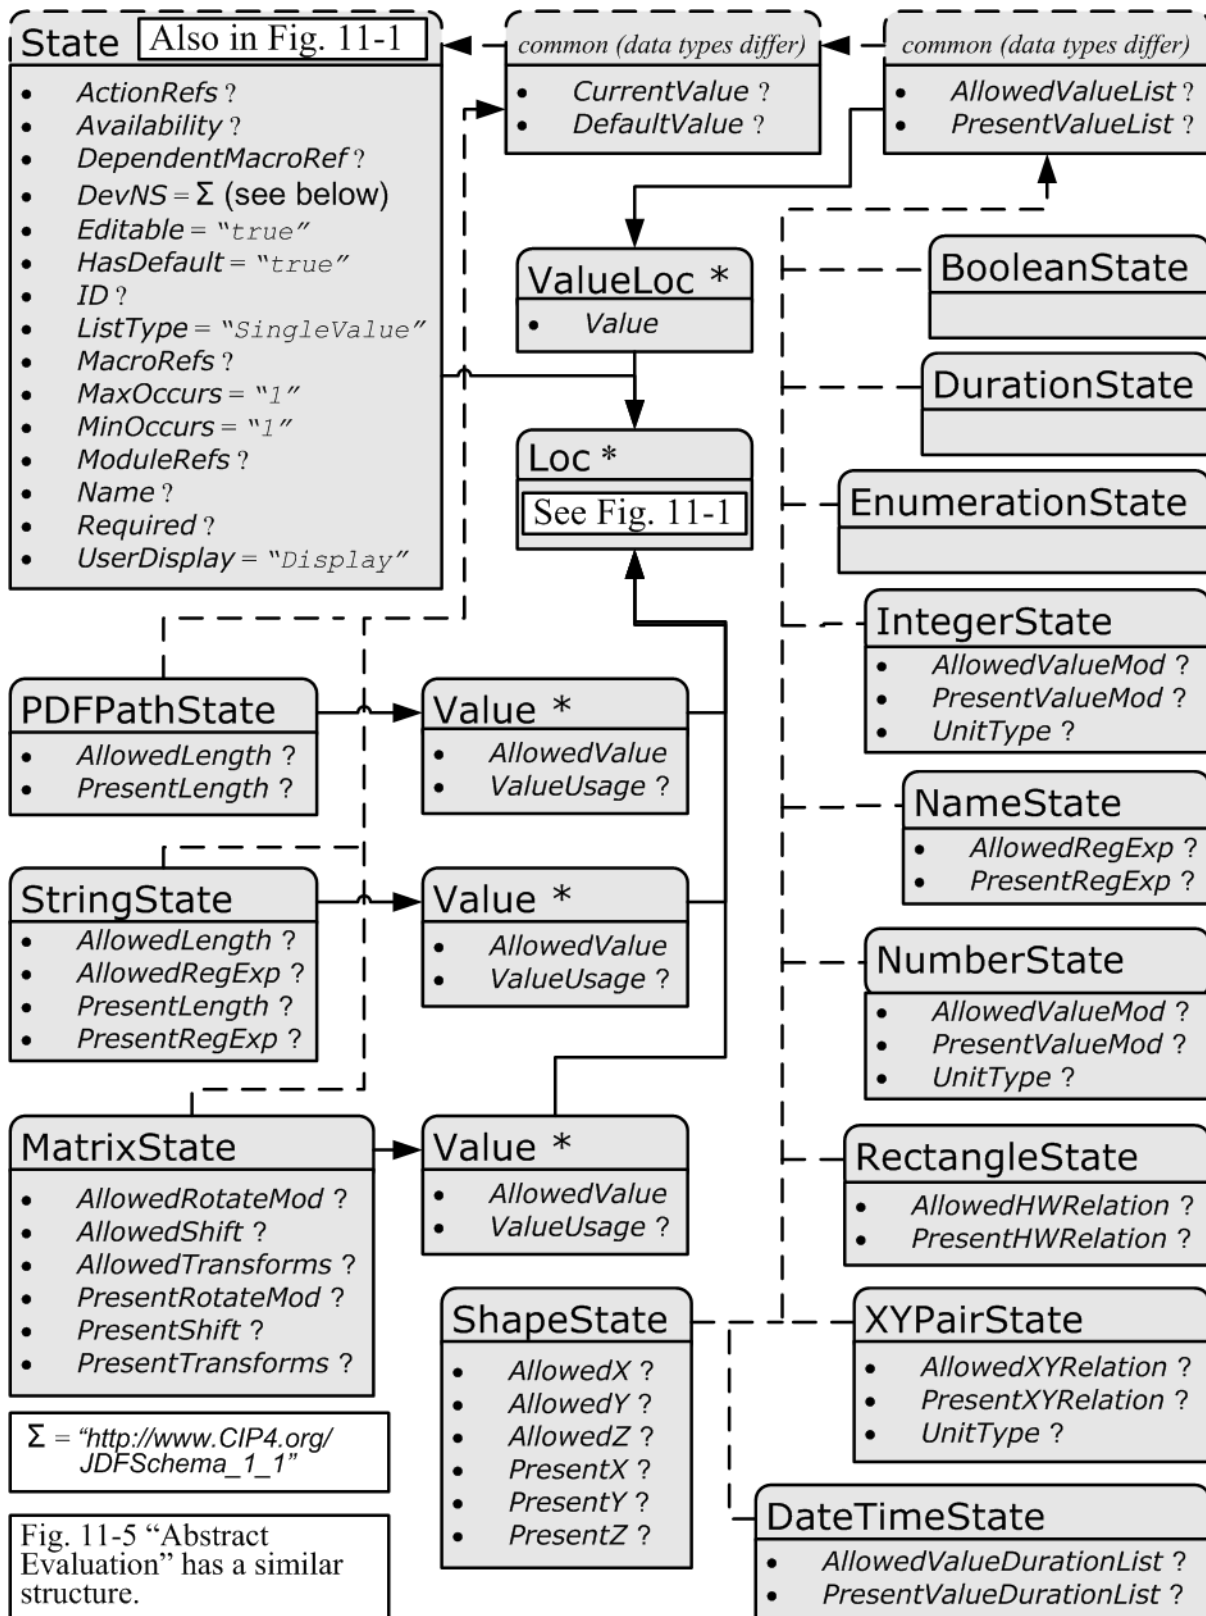 State
Also in Fig. 11-1
• ActionRefs ?
• Availability ?
• DependentMacroRef ?
• DevNS = Σ (see below)
• Editable = "true"
• HasDefault = "true"
• ID ?
• ListType = "SingleValue"
• MacroRefs ?
• MaxOccurs = "1"
• MinOccurs = "1"
• ModuleRefs ?
• Name ?
• Required ?
• UserDisplay = "Display"
common (data types differ)
• CurrentValue ?
• DefaultValue ?
common (data types differ)
• AllowedValueList ?
• PresentValueList ?
ValueLoc *
• Value
Loc *
See Fig. 11-1
BooleanState
DurationState
EnumerationState
IntegerState
• AllowedValueMod ?
• PresentValueMod ?
• UnitType ?
NameState
• AllowedRegExp ?
• PresentRegExp ?
NumberState
• AllowedValueMod ?
• PresentValueMod ?
• UnitType ?
RectangleState
• AllowedHWRelation ?
• PresentHWRelation ?
XYPairState
• AllowedXYRelation ?
• PresentXYRelation ?
• UnitType ?
DateTimeState
• AllowedValueDurationList ?
• PresentValueDurationList ?
PDFPathState
• AllowedLength ?
• PresentLength ?
Value *
• AllowedValue
• ValueUsage ?
StringState
• AllowedLength ?
• AllowedRegExp ?
• PresentLength ?
• PresentRegExp ?
Value *
• AllowedValue
• ValueUsage ?
MatrixState
• AllowedRotateMod ?
• AllowedShift ?
• AllowedTransforms ?
• PresentRotateMod ?
• PresentShift ?
• PresentTransforms ?
Value *
• AllowedValue
• ValueUsage ?
ShapeState
• AllowedX ?
• AllowedY ?
• AllowedZ ?
• PresentX ?
• PresentY ?
• PresentZ ?
Σ = "http://www.CIP4.org/
JDFSchema_1_1"
Fig. 11-5 "Abstract
Evaluation" has a similar
structure.